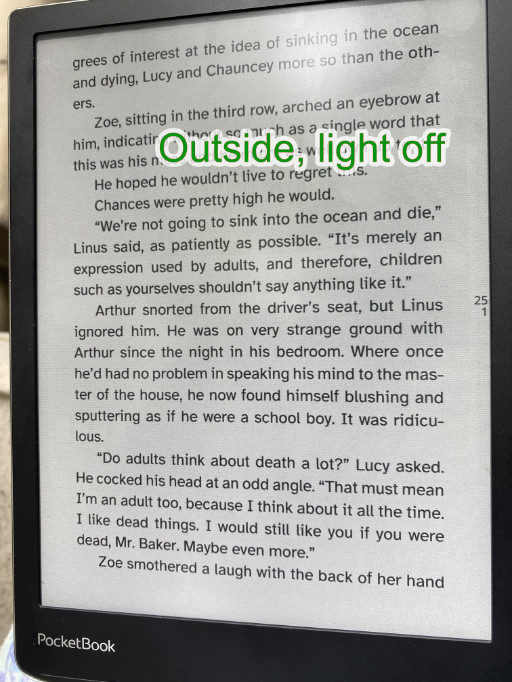 grees of interest at the idea of sinking in the ocean
and dying, Lucy and Chauncey more so than the oth-
ers.
Zoe, sitting in the third row, arched an eyebrow at
him, indicating as a single word that
this was his
Outside, light off
He hoped he wouldn't live to regret this.
Chances were pretty high he would.
“We're not going to sink into the ocean and die,”
Linus said, as patiently as possible. “It's merely an
expression used by adults, and therefore, children
such as yourselves shouldn't say anything like it.”
Arthur snorted from the driver's seat, but Linus
25
1
ignored him. He was on very strange ground with
Arthur since the night in his bedroom. Where once
he'd had no problem in speaking his mind to the mas-
ter of the house, he now found himself blushing and
sputtering as if he were a school boy. It was ridicu-
lous.
“Do adults think about death a lot?” Lucy asked.
He cocked his head at an odd angle. “That must mean
I'm an adult too, because I think about it all the time.
I like dead things. I would still like you if you were
dead, Mr. Baker. Maybe even more.”
Zoe smothered a laugh with the back of her hand
PocketBook